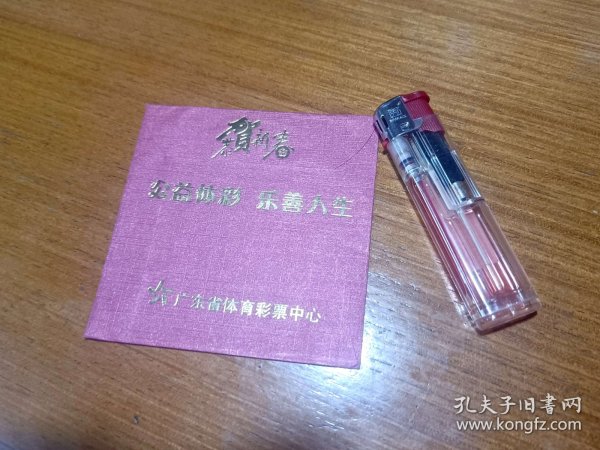 賀新春
公益体彩 乐善人生
广东省体育彩票中心
孔夫子旧书网
www.kongfz.com